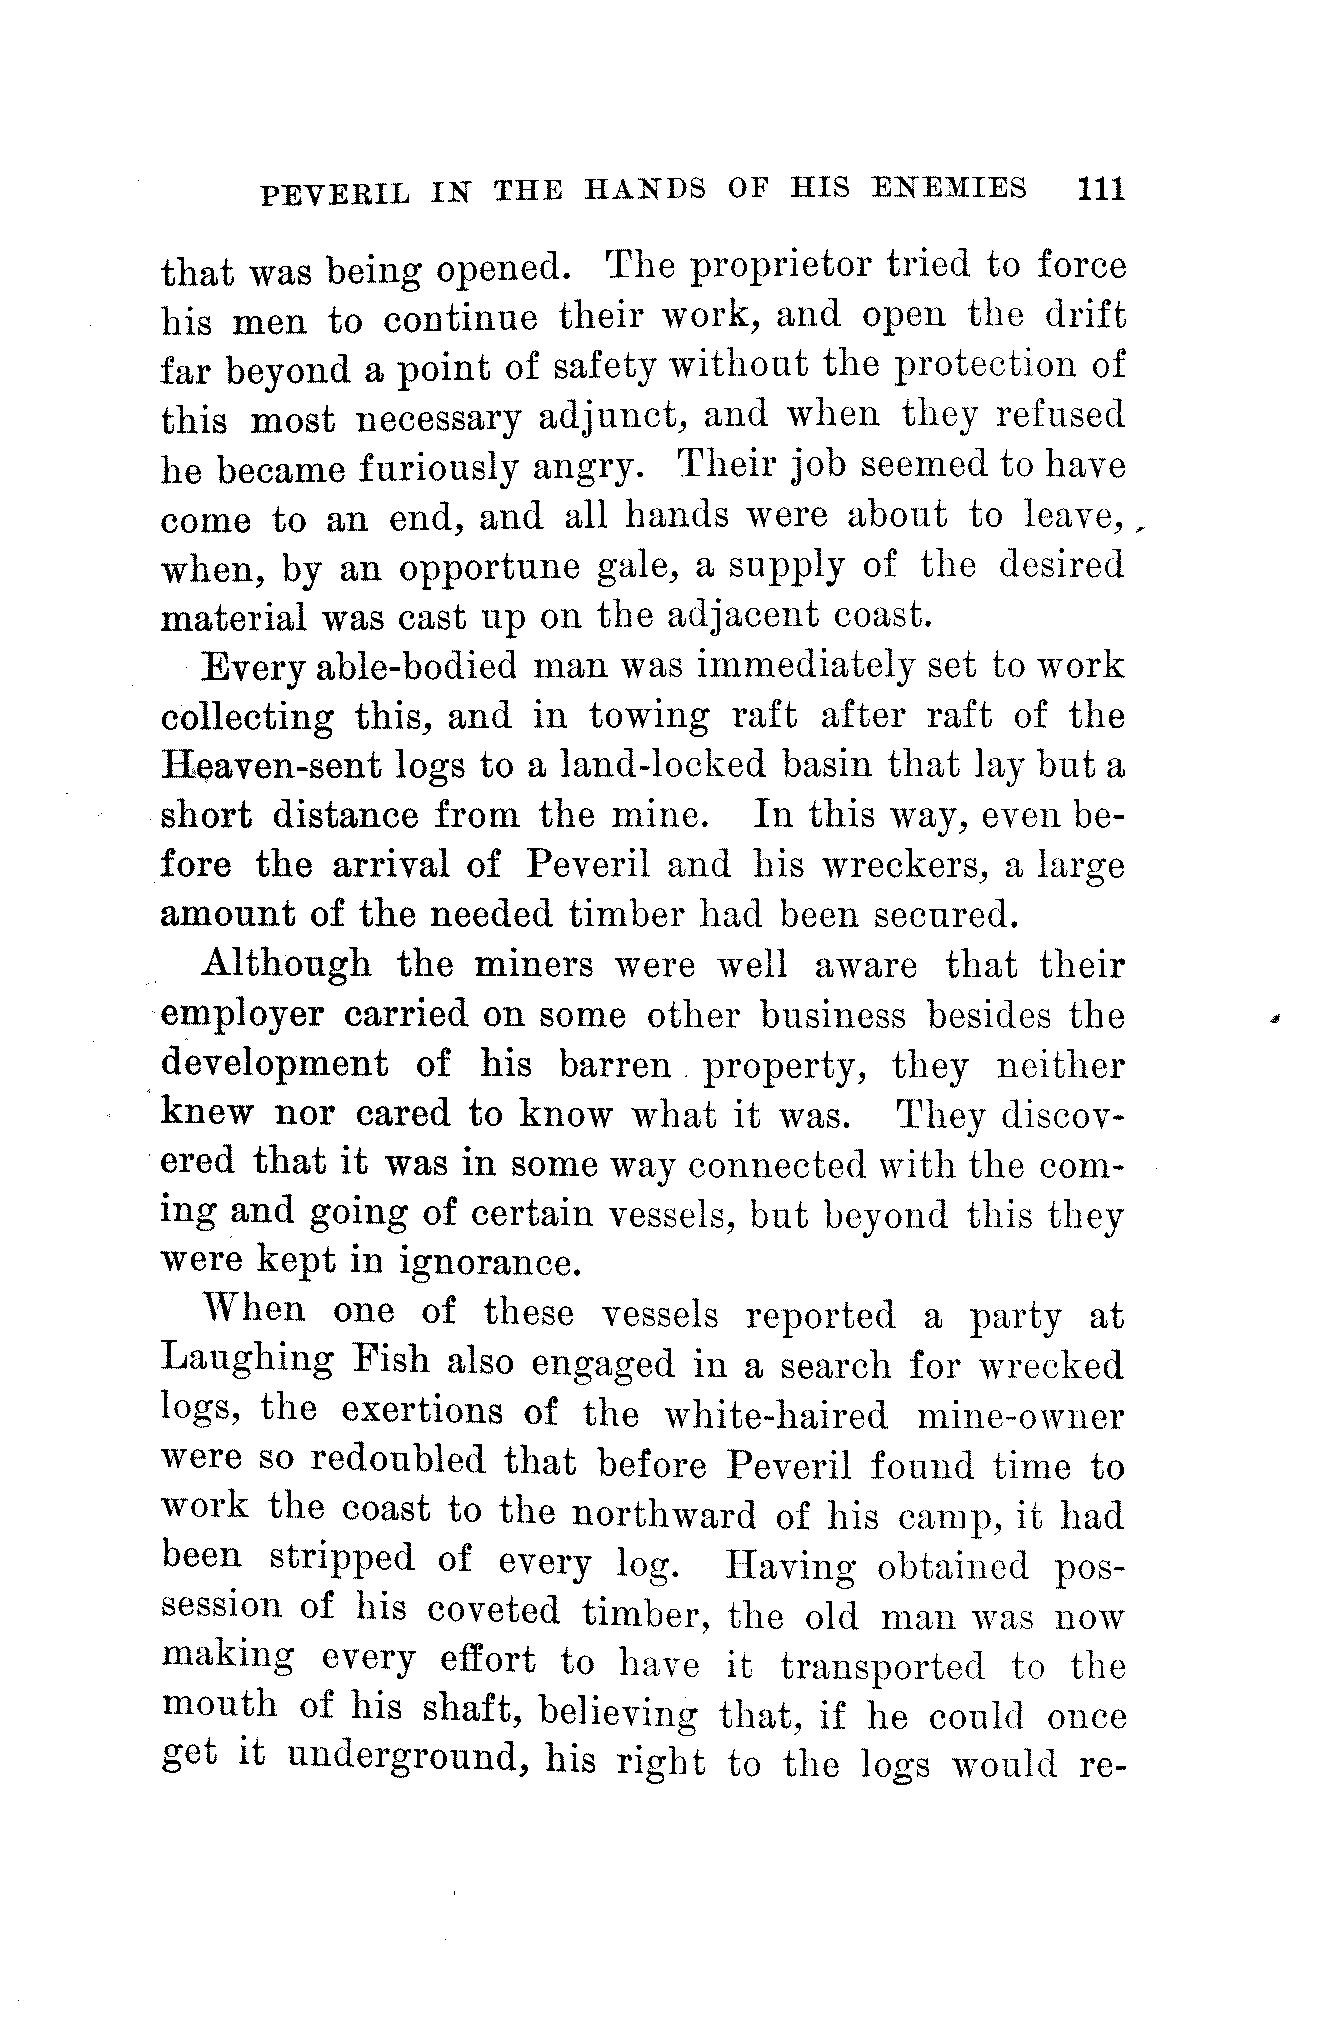 PEVERIL IN THE HANDS OF HIS ENEMIES 111
that was being opened. The proprietor tried to force
his men to continue their work, and open the drift
far beyond a point of safety without the protection of
this most necessary adjunct, and when they refused
he became furiously angry. Their job seemed to have
come to an end, and all hands were about to leave,
when, by an opportune gale, a supply of the desired
material was cast up on the adjacent coast.
Every able-bodied man was immediately set to work
collecting this, and in towing raft after raft of the
Heaven-sent logs to a land-locked basin that lay but a
short distance from the mine. In this way, even be-
fore the arrival of Peveril and his wreckers, a large
amount of the needed timber had been secured.
Although the miners were well aware that their
employer carried on some other business besides the
development of his barren property, they neither
knew nor cared to know what it was. They discov-
ered that it was in some way connected with the com-
ing and going of certain vessels, but beyond this they
were kept in ignorance.
When one of these vessels reported a party at
Laughing Fish also engaged in a search for wrecked
logs, the exertions of the white-haired mine-owner
were so redoubled that before Peveril found time to
work the coast to the northward of his camp, it had
been stripped of every log. Having obtained pos-
session of his coveted timber, the old man was now
making every effort to have it transported to the
mouth of his shaft, believing that, if he could once
get it underground, his right to the logs would re-